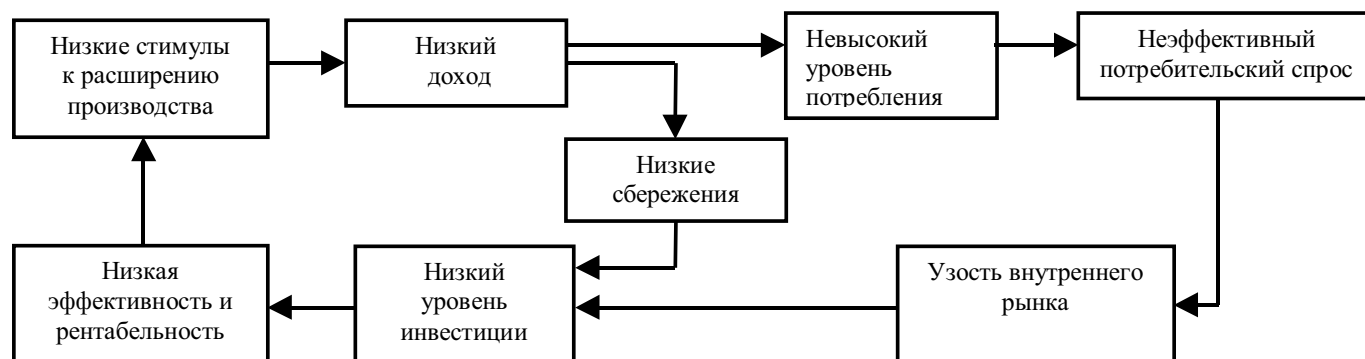 Низкие стимулы
к расширению
производства
Низкий
доход
Невысокий
уровень
потребления
Неэффективный
потребительский спрос
Низкие
сбережения
Низкая
эффективность и
рентабельность
Низкий
уровень
инвестиции
Узость внутреннего
рынка